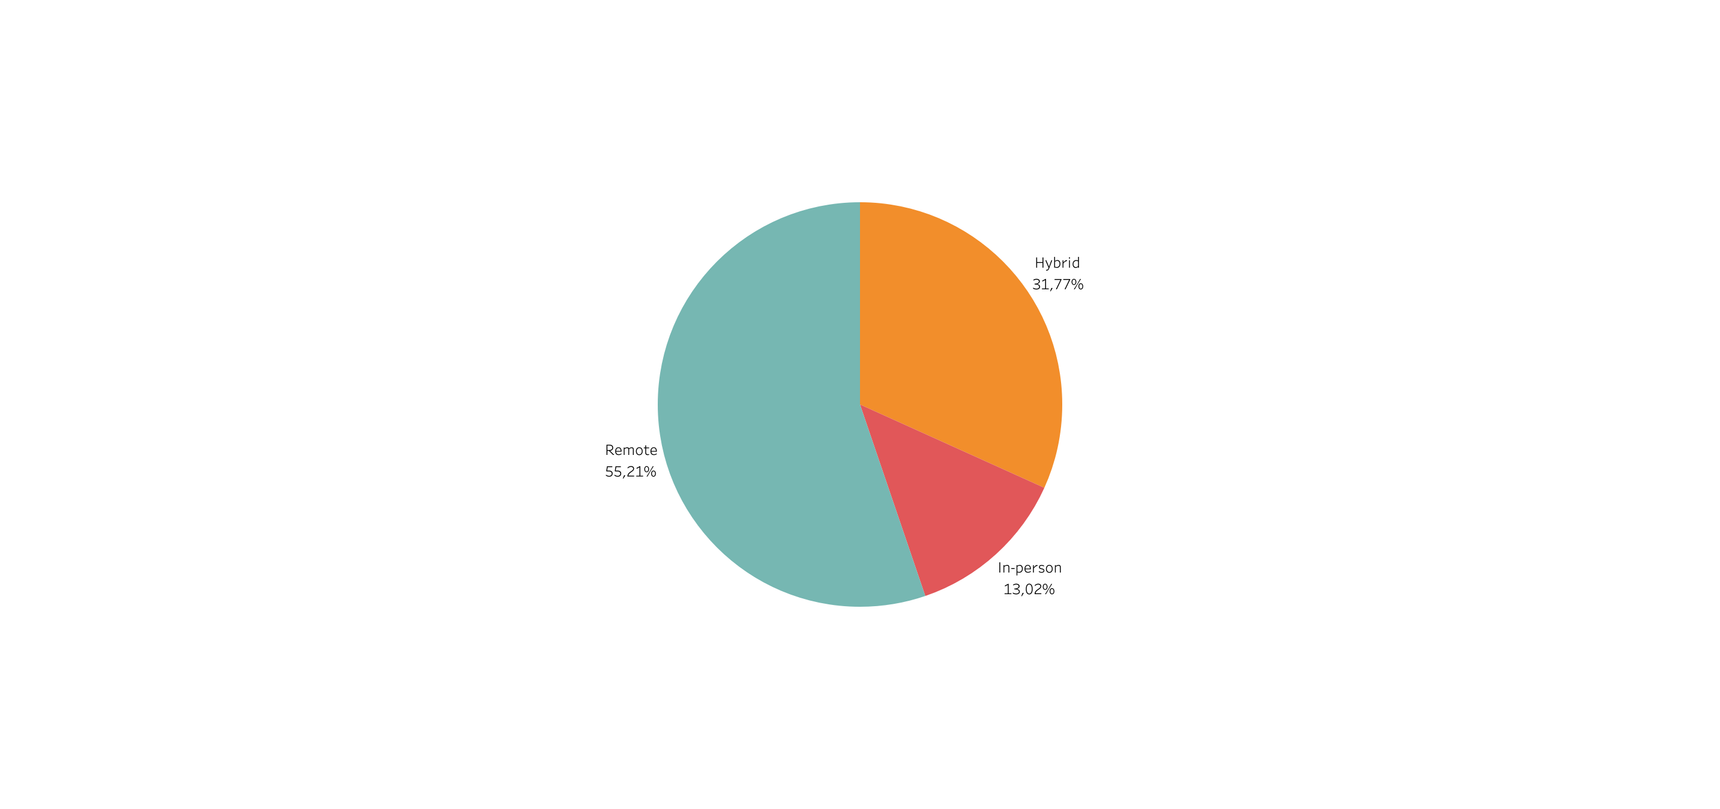 Hybrid
31,77%
Remote
55,21%
In-person
13,02%